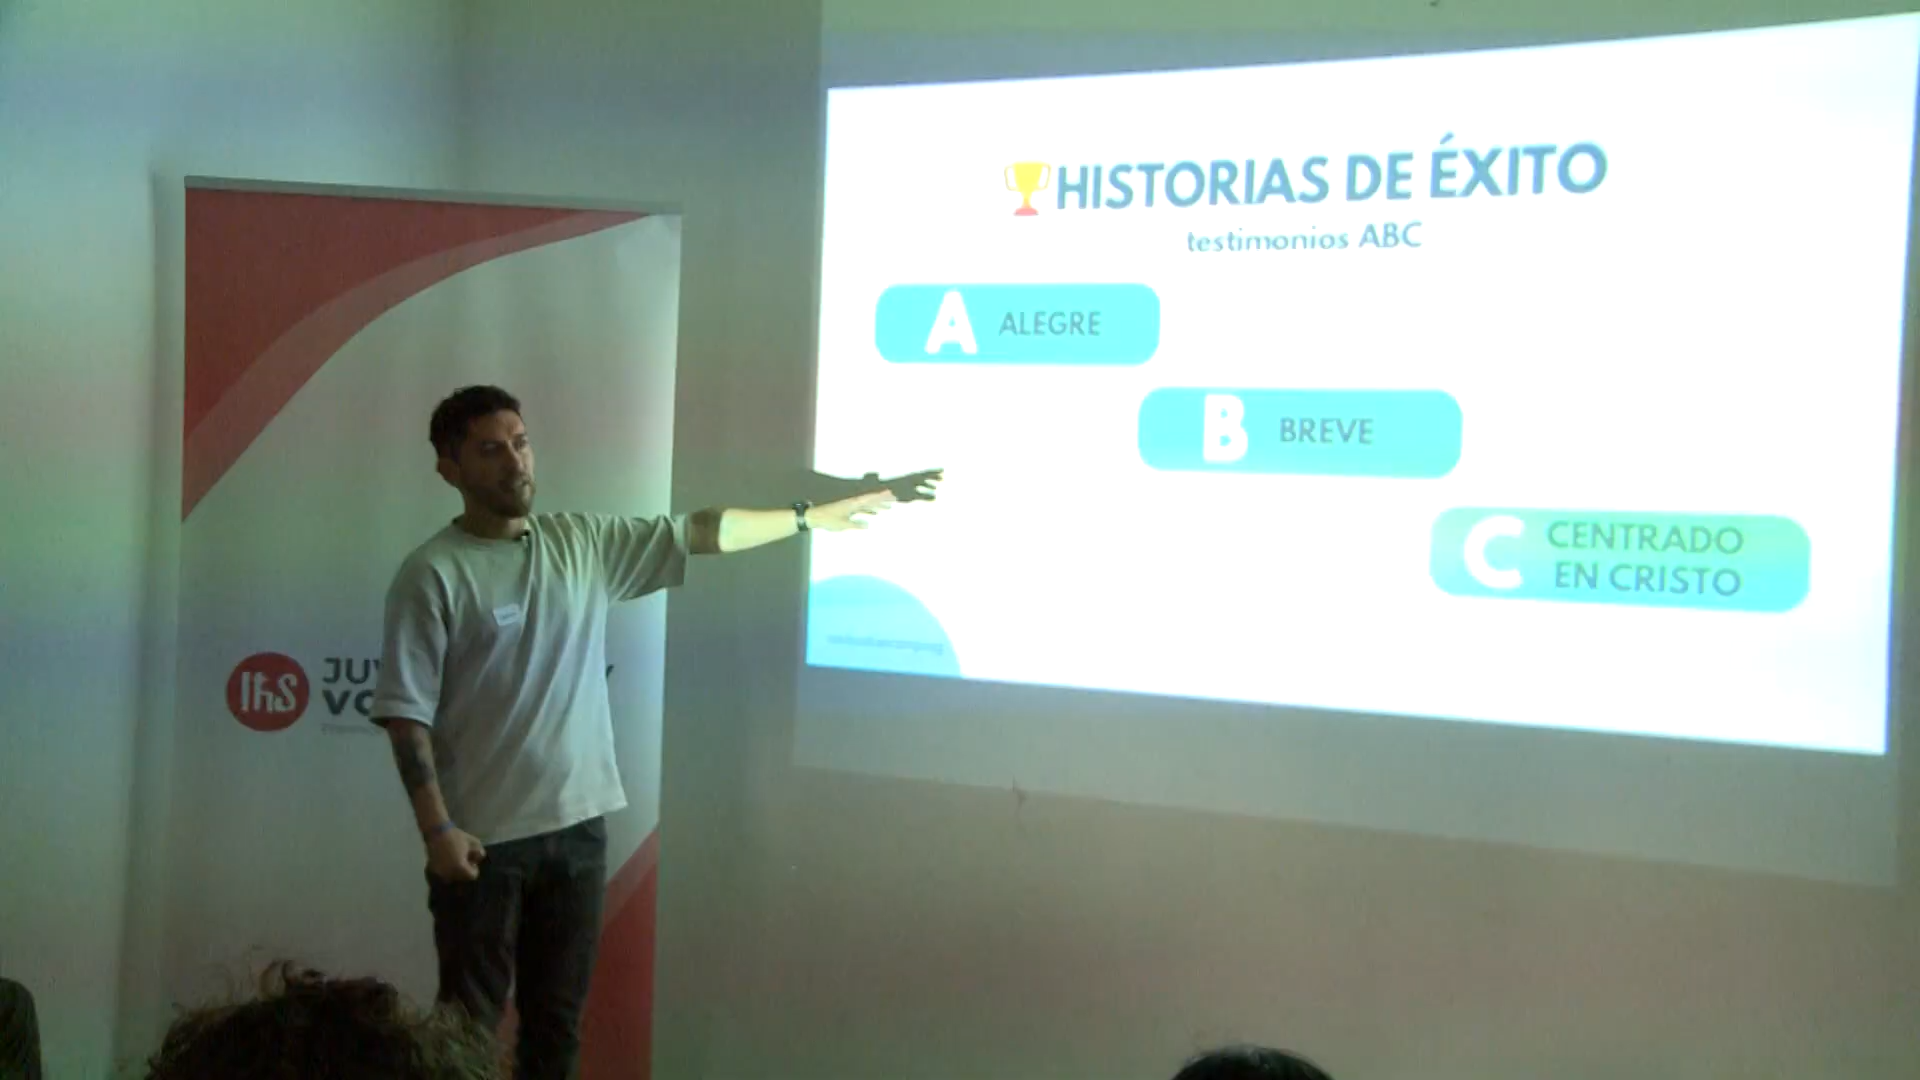 HISTORIAS DE ÉXITO
testimonios ABC
A ALEGRE
B BREVE
C CENTRADO
EN CRISTO
Ihs